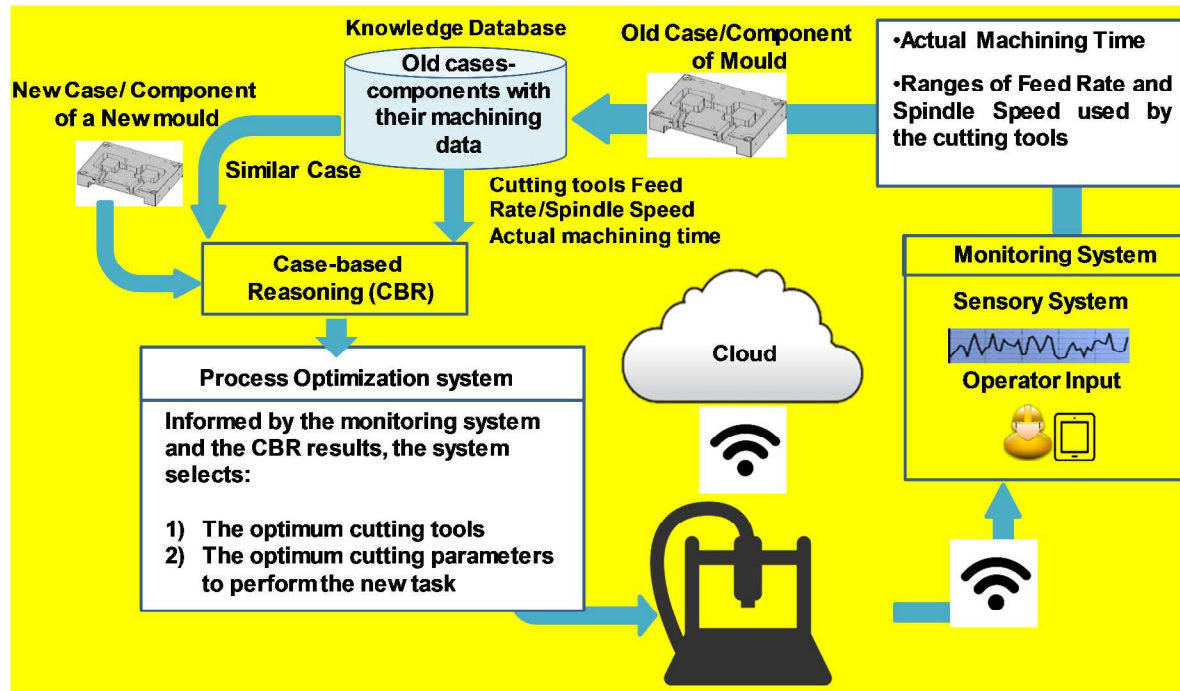 Knowledge Database
Old cases-
components with
their machining
data
Old Case/Component
of Mould
•Actual Machining Time
•Ranges of Feed Rate and
Spindle Speed used by
the cutting tools
New Case/ Component
of a Newmould
Similar Case
Cutting tools Feed
Rate/Spindle Speed
Actual machining time
Case-based
Reasoning (CBR)
Monitoring System
Sensory System
Operator Input
Cloud
Process Optimization system
Informed by the monitoring system
and the CBR results, the system
selects:
1) The optimum cutting tools
2) The optimum cutting parameters
to perform the new task